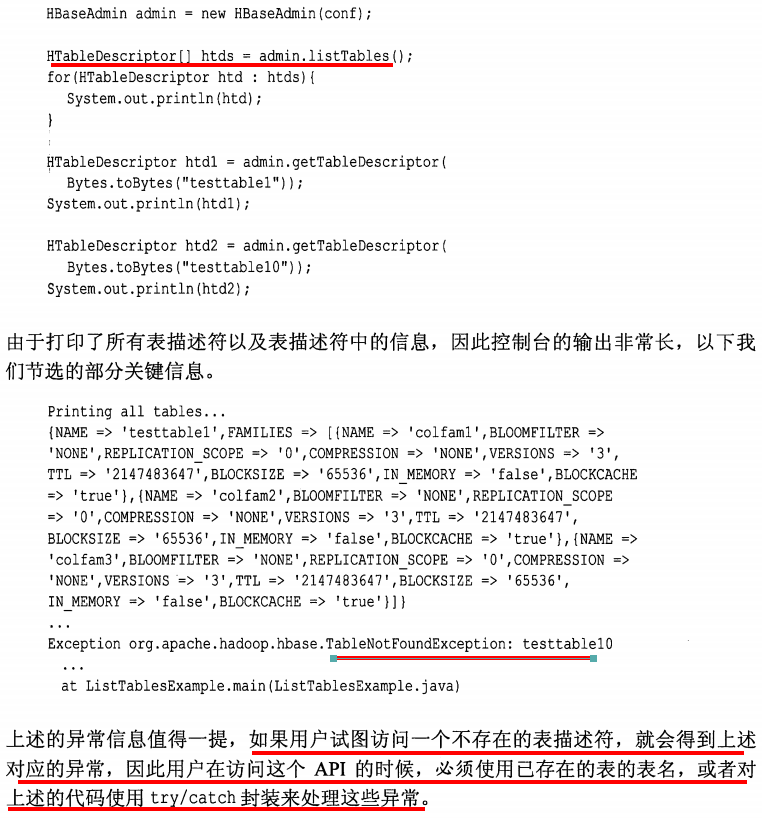 HBaseAdmin admin = new HBaseAdmin(conf);
HTableDescriptor[] htds = admin.listTables();
for(HTableDescriptor htd : htds){
System.out.println(htd);
}
HTableDescriptor htd1 = admin.getTableDescriptor(
Bytes.toBytes("testtable1"));
System.out.println(htd1);
HTableDescriptor htd2 = admin.getTableDescriptor(
Bytes.toBytes("testtable10"));
System.out.println(htd2);
由于打印了所有表描述符以及表描述符中的信息，因此控制台的输出非常长，以下我
们节选的部分关键信息。
Printing all tables...
{NAME => 'testtable1',FAMILIES => [{NAME => 'colfam1',BLOOMFILTER =>
'NONE',REPLICATION_SCOPE => '0',COMPRESSION => 'NONE',VERSIONS => '3',
TTL => '2147483647',BLOCKSIZE => '65536',IN_MEMORY => 'false',BLOCKCACHE
=> 'true'},{NAME => 'colfam2',BLOOMFILTER => 'NONE',REPLICATION_SCOPE
=> '0',COMPRESSION => 'NONE',VERSIONS => '3',TTL => '2147483647',
BLOCKSIZE => '65536',IN_MEMORY => 'false',BLOCKCACHE => 'true'},{NAME =>
'colfam3',BLOOMFILTER => 'NONE',REPLICATION_SCOPE => '0',COMPRESSION =>
'NONE',VERSIONS => '3',TTL => '2147483647',BLOCKSIZE => '65536',
IN_MEMORY => 'false',BLOCKCACHE => 'true'}]}
...
Exception org.apache.hadoop.hbase.TableNotFoundException: testtable10
...
at ListTablesExample.main(ListTablesExample.java)
上述的异常信息值得一提，如果用户试图访问一个不存在的表描述符，就会得到上述
对应的异常，因此用户在访问这个 API 的时候，必须使用已存在的表的表名，或者对
上述的代码使用 try/catch 封装来处理这些异常。